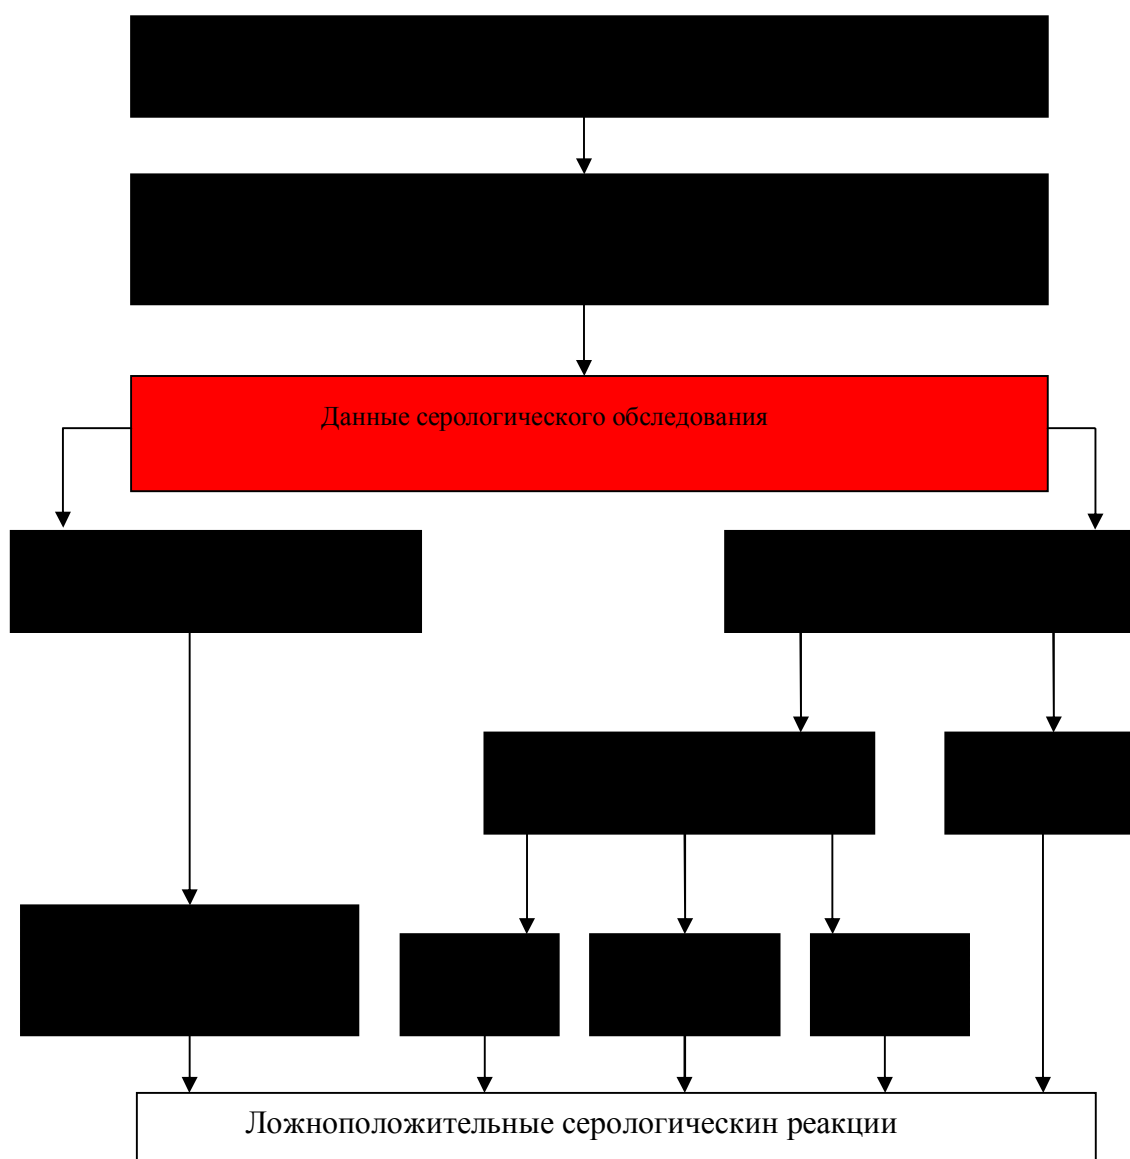 Данные серологического обследования
Ложноположительные серологическин реакции